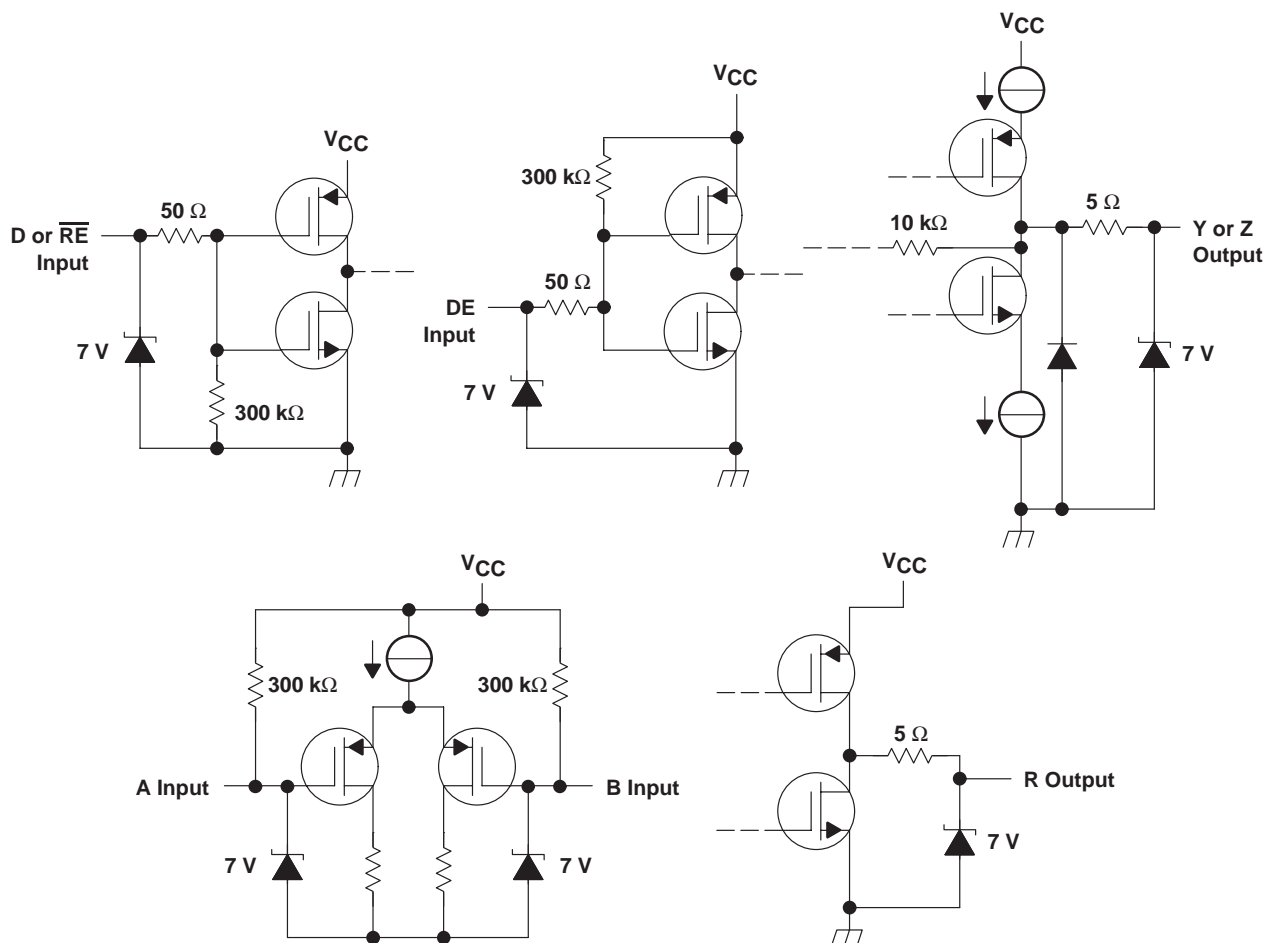 VCC
D or R̅E̅
Input
50 Ω
7 V
300 kΩ
VCC
300 kΩ
DE
Input
50 Ω
7 V
VCC
10 kΩ
5 Ω
Y or Z
Output
7 V
VCC
300 kΩ
300 kΩ
A Input
B Input
7 V
7 V
VCC
5 Ω
R Output
7 V